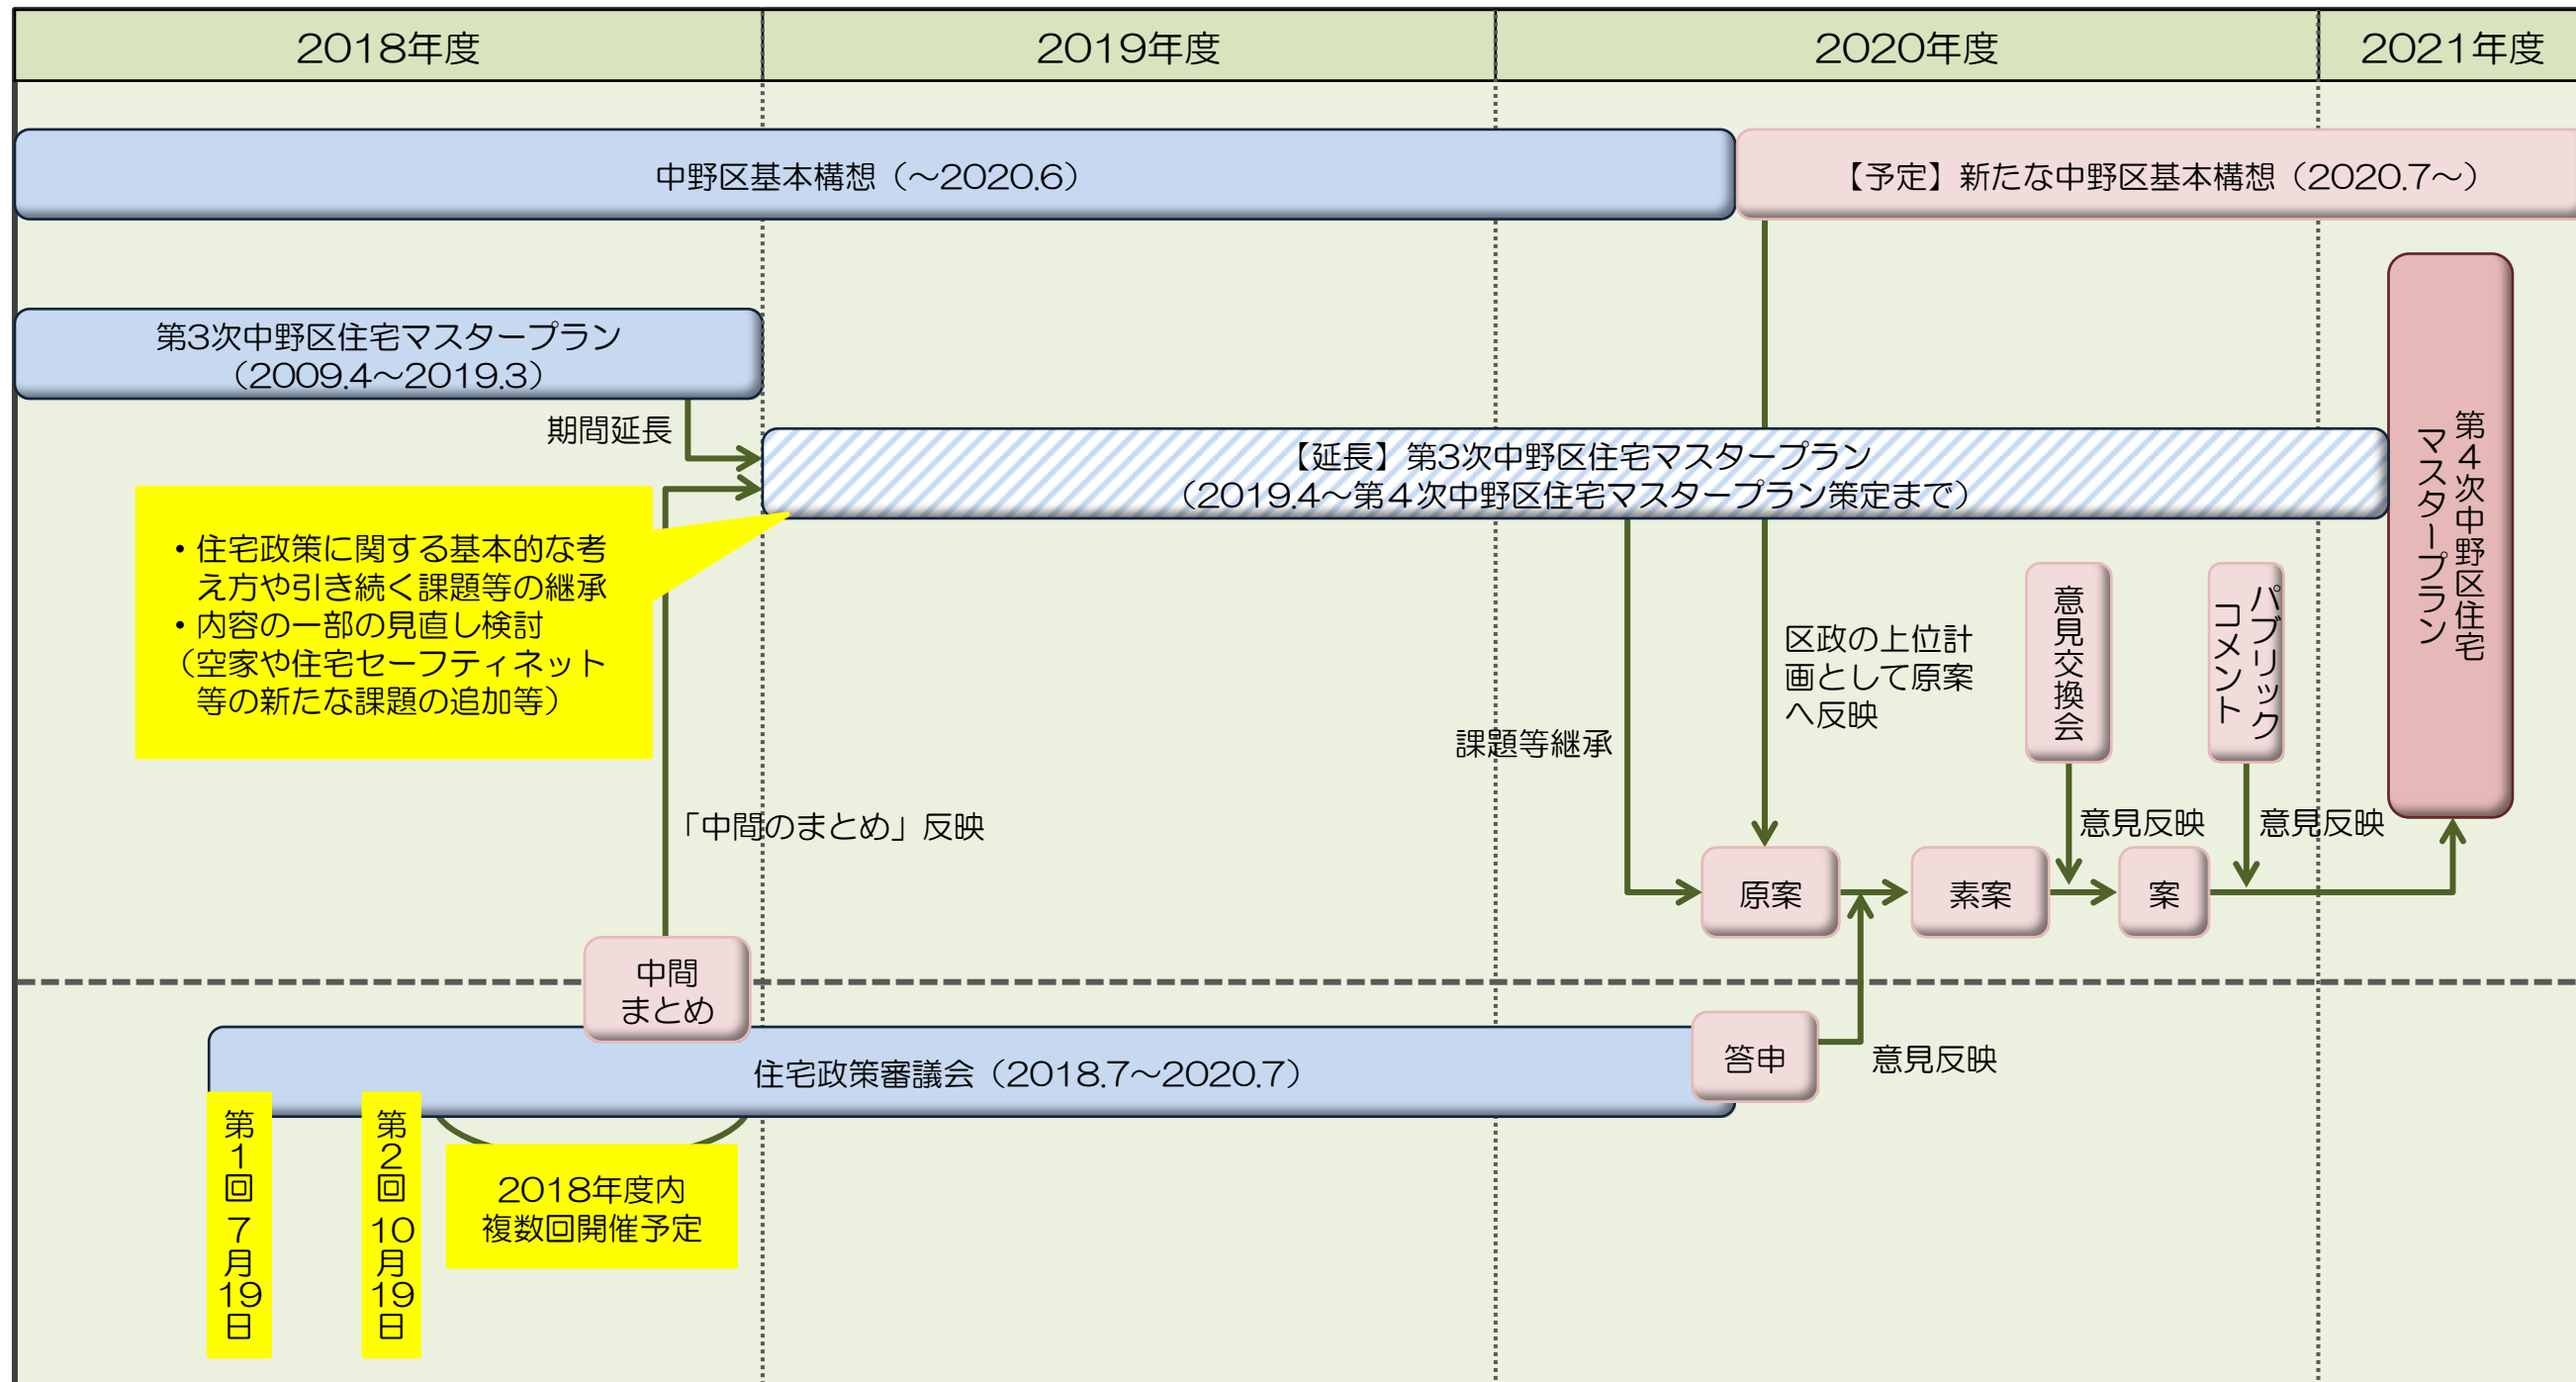 2018年度
2019年度
2020年度
2021年度
中野区基本構想（～2020.6）
【予定】新たな中野区基本構想（2020.7～）
第3次中野区住宅マスタープラン
（2009.4～2019.3）
期間延長
【延長】第3次中野区住宅マスタープラン
（2019.4～第４次中野区住宅マスタープラン策定まで）
第４次中野区住宅
マスタープラン
・住宅政策に関する基本的な考
え方や引き続く課題等の継承
・内容の一部の見直し検討
（空家や住宅セーフティネット
等の新たな課題の追加等）
区政の上位計
画として原案
へ反映
意見交換会
パブリック
コメント
課題等継承
「中間のまとめ」反映
意見反映
意見反映
原案
素案
案
中間
まとめ
住宅政策審議会（2018.7～2020.7）
答申
意見反映
第1回 7月19日
第2回 10月19日
2018年度内
複数回開催予定